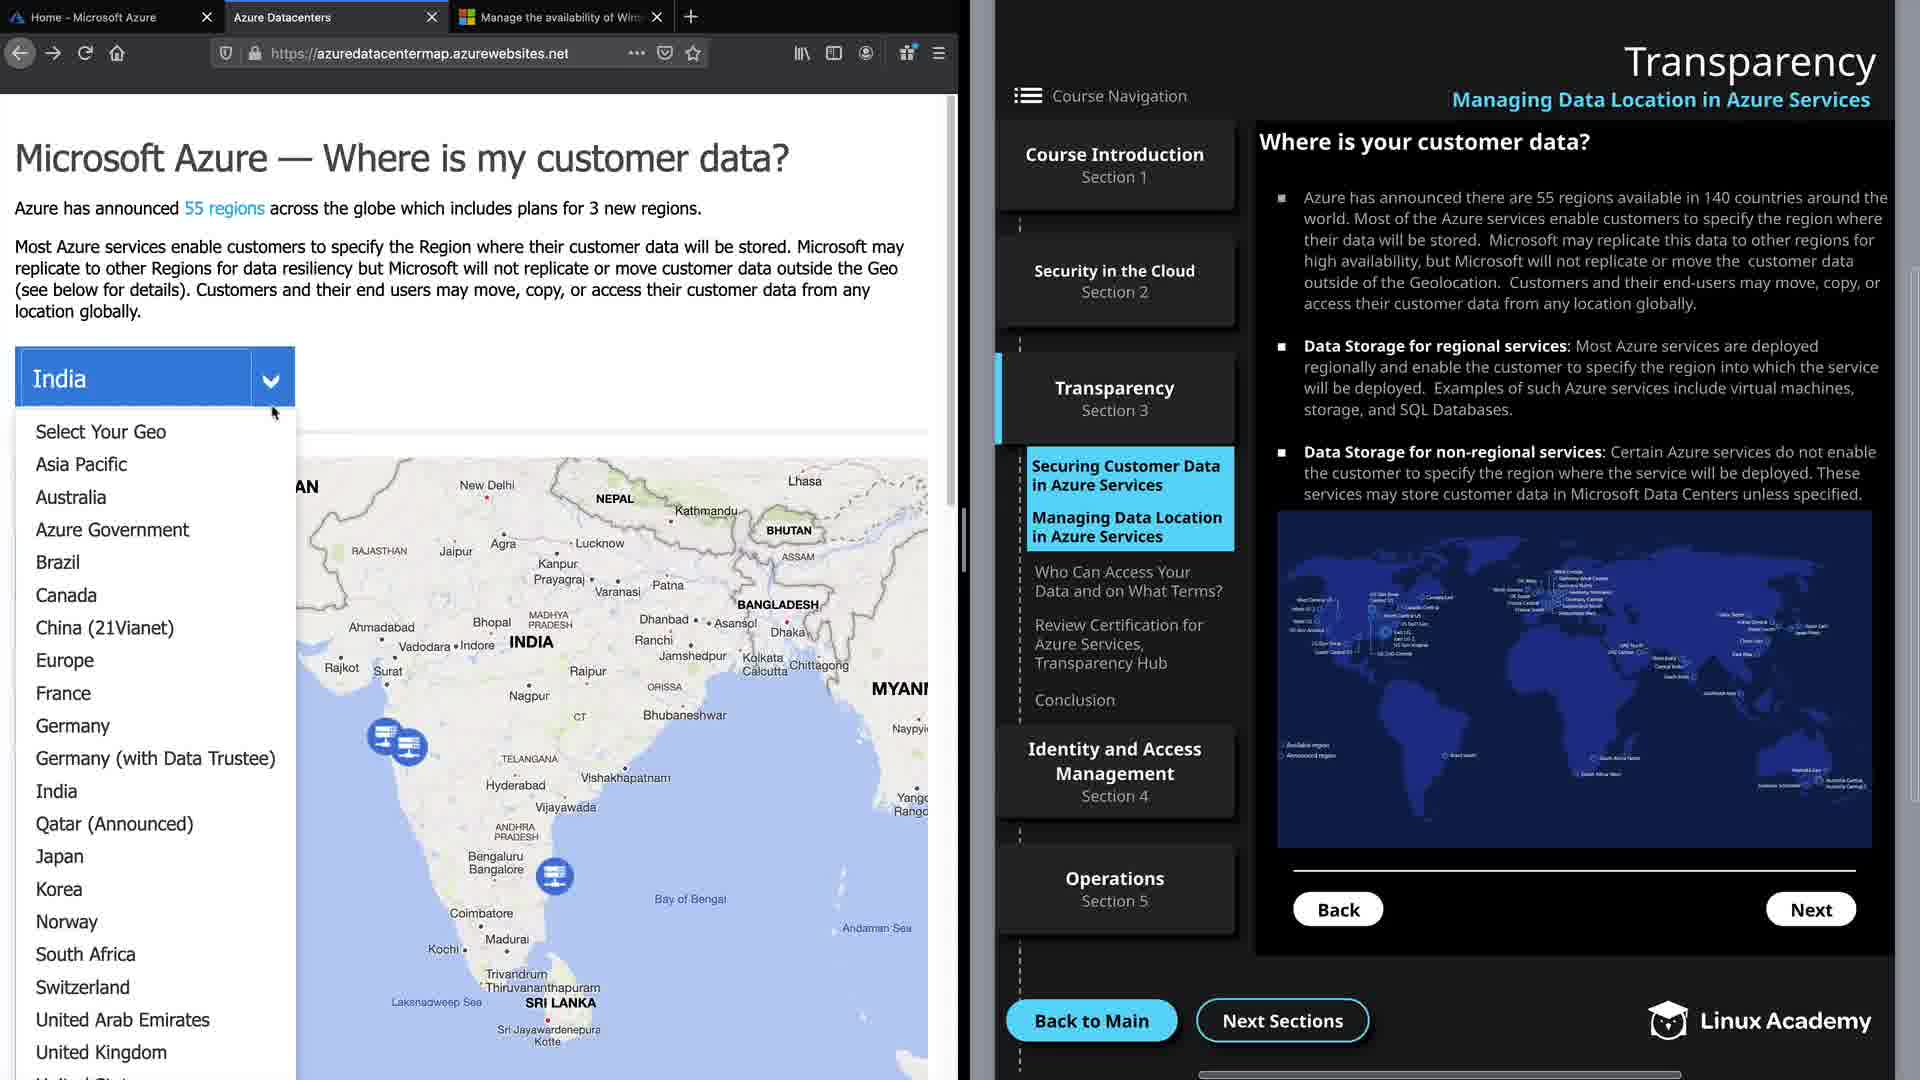 Home - Microsoft Azure
Azure Datacenters
Manage the availability of Win
https://azuredatacentermap.azurewebsites.net
Microsoft Azure — Where is my customer data?
Azure has announced 55 regions across the globe which includes plans for 3 new regions.
Most Azure services enable customers to specify the Region where their customer data will be stored. Microsoft may
replicate to other Regions for data resiliency but Microsoft will not replicate or move customer data outside the Geo
(see below for details). Customers and their end users may move, copy, or access their customer data from any
location globally.
India
Select Your Geo
Asia Pacific
Australia
Azure Government
Brazil
Canada
China (21Vianet)
Europe
France
Germany
Germany (with Data Trustee)
India
Qatar (Announced)
Japan
Korea
Norway
South Africa
Switzerland
United Arab Emirates
United Kingdom
AN
New Delhi
NEPAL
Lhasa
Kathmandu
BHUTAN
RAJASTHAN
Jaipur
Agra
Lucknow
ASSAM
Kanpur
Prayagraj
Varanasi
Patna
BANGLADESH
MADHYA
PRADESH
Ahmadabad
Bhopal
Dhanbad
Asansol
Dhaka
INDIA
Ranchi
Vadodara
Indore
Jamshedpur
Kolkata
Calcutta
Chittagong
Rajkot
Surat
Raipur
Nagpur
ORISSA
MYANM
CT
Bhubaneshwar
Naypyi
TELANGANA
Hyderabad
Vishakhapatnam
Yango
Rango
Vijayawada
ANDHRA
PRADESH
Bengaluru
Bangalore
Bay of Bengal
Coimbatore
Andaman Sea
Kochi
Madurai
Trivandrum
Thiruvananthapuram
Laksnadweep Sea
SRI LANKA
Sri Jayawardenepura
Kotte
Transparency
Managing Data Location in Azure Services
Course Navigation
Course Introduction
Section 1
Security in the Cloud
Section 2
Transparency
Section 3
Securing Customer Data
in Azure Services
Managing Data Location
in Azure Services
Who Can Access Your
Data and on What Terms?
Review Certification for
Azure Services,
Transparency Hub
Conclusion
Identity and Access
Management
Section 4
Operations
Section 5
Where is your customer data?
Azure has announced there are 55 regions available in 140 countries around the
world. Most of the Azure services enable customers to specify the region where
their data will be stored. Microsoft may replicate this data to other regions for
high availability, but Microsoft will not replicate or move the customer data
outside of the Geolocation. Customers and their end-users may move, copy, or
access their customer data from any location globally.
Data Storage for regional services: Most Azure services are deployed
regionally and enable the customer to specify the region into which the service
will be deployed. Examples of such Azure services include virtual machines,
storage, and SQL Databases.
Data Storage for non-regional services: Certain Azure services do not enable
the customer to specify the region where the service will be deployed. These
services may store customer data in Microsoft Data Centers unless specified.
Available region
Announced region
Brazil South
South Africa North
South Africa West
Back
Next
Back to Main
Next Sections
Linux Academy